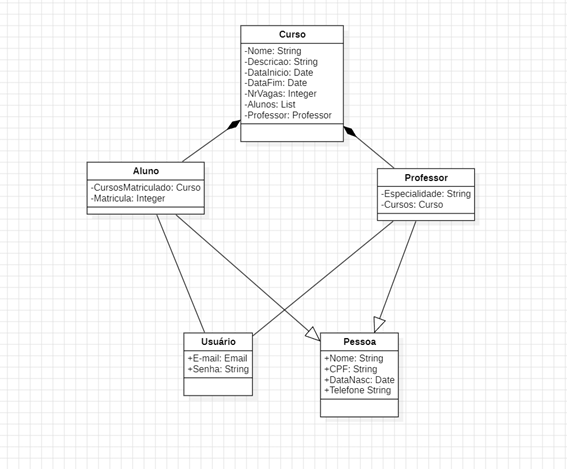 Curso
-Nome: String
-Descricao: String
-DataInicio: Date
-DataFim: Date
-NrVagas: Integer
-Alunos: List
-Professor: Professor
Aluno
-CursosMatriculado: Curso
-Matricula: Integer
Professor
-Especialidade: String
-Cursos: Curso
Usuário
+E-mail: Email
+Senha: String
Pessoa
+Nome: String
+CPF: String
+DataNasc: Date
+Telefone String